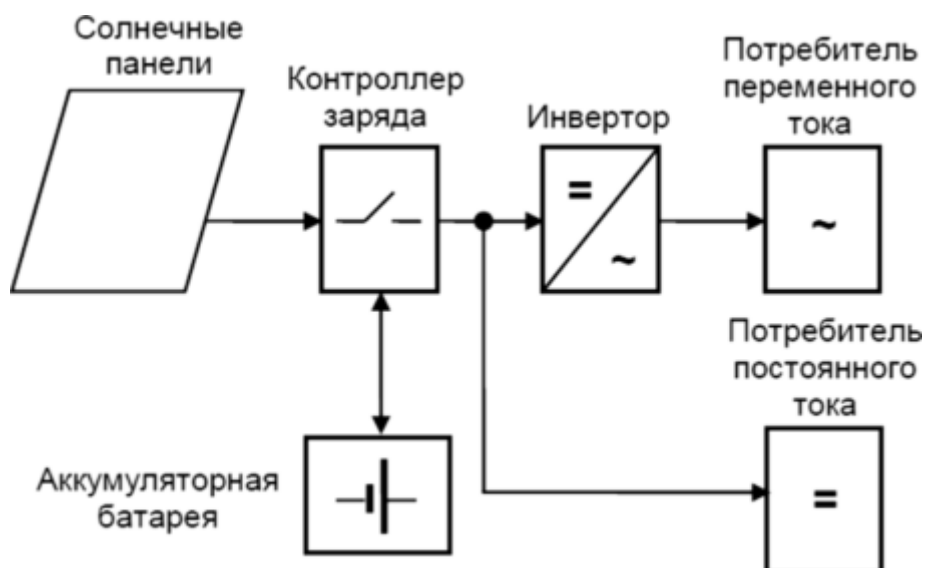 Солнечные
панели
Контроллер
заряда
Инвертор
Потребитель
переменного
тока
=
~
~
Потребитель
постоянного
тока
=
Аккумуляторная
батарея